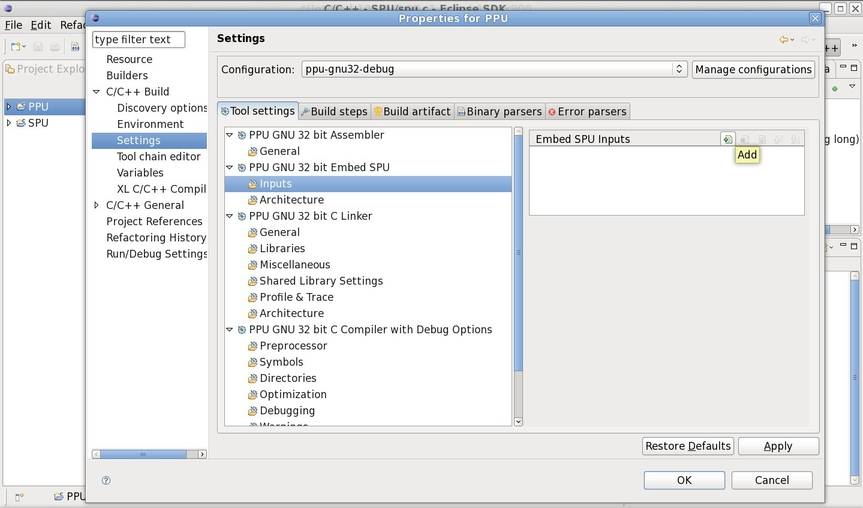 C/C++ - SPU/spu.c - Eclipse SDK
Properties for PPU
File Edit Refa
type filter text
Settings
Resource
Builders
C/C++ Build
Discovery options
Environment
Settings
Tool chain editor
Variables
XL C/C++ Compil
C/C++ General
Project References
Refactoring History
Run/Debug Settings
Project Explo
PPU
SPU
Configuration: ppu-gnu32-debug Manage configurations
Tool settings Build steps Build artifact Binary parsers Error parsers
PPU GNU 32 bit Assembler
General
PPU GNU 32 bit Embed SPU
Inputs
Architecture
PPU GNU 32 bit C Linker
General
Libraries
Miscellaneous
Shared Library Settings
Profile & Trace
Architecture
PPU GNU 32 bit C Compiler with Debug Options
Preprocessor
Symbols
Directories
Optimization
Debugging
Warnings
Embed SPU Inputs
Add
g long)
Restore Defaults Apply
OK Cancel
PPU